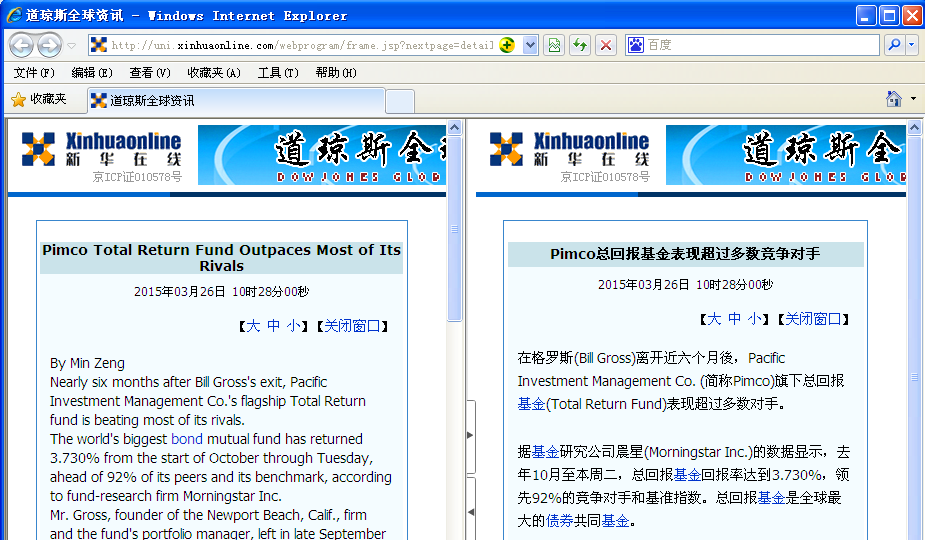 道琼斯全球资讯 - Windows Internet Explorer
http://uni.xinhuaonline.com/webprogram/frame.jsp?nextpage=detail
百度
文件(F) 编辑(E) 查看(V) 收藏夹(A) 工具(T) 帮助(H)
收藏夹 道琼斯全球资讯
Xinhuaonline
新华在线
京ICP证010578号
道琼斯全
DOW JONES GLOB
Pimco Total Return Fund Outpaces Most of Its
Rivals
2015年03月26日 10时28分00秒
【大 中 小】【关闭窗口】
By Min Zeng
Nearly six months after Bill Gross's exit, Pacific
Investment Management Co.'s flagship Total Return
fund is beating most of its rivals.
The world's biggest bond mutual fund has returned
3.730% from the start of October through Tuesday,
ahead of 92% of its peers and its benchmark, according
to fund-research firm Morningstar Inc.
Mr. Gross, founder of the Newport Beach, Calif., firm
and the fund's portfolio manager, left in late September
Xinhuaonline
新华在线
京ICP证010578号
道琼斯全
DOW JONES GLOB
Pimco总回报基金表现超过多数竞争对手
2015年03月26日 10时28分00秒
【大 中 小】【关闭窗口】
在格罗斯(Bill Gross)离开近六个月後，Pacific
Investment Management Co. (简称Pimco)旗下总回报
基金(Total Return Fund)表现超过多数对手。
据基金研究公司晨星(Morningstar Inc.)的数据显示，去
年10月至本周二，总回报基金回报率达到3.730%，领
先92%的竞争对手和基准指数。总回报基金是全球最
大的债券共同基金。